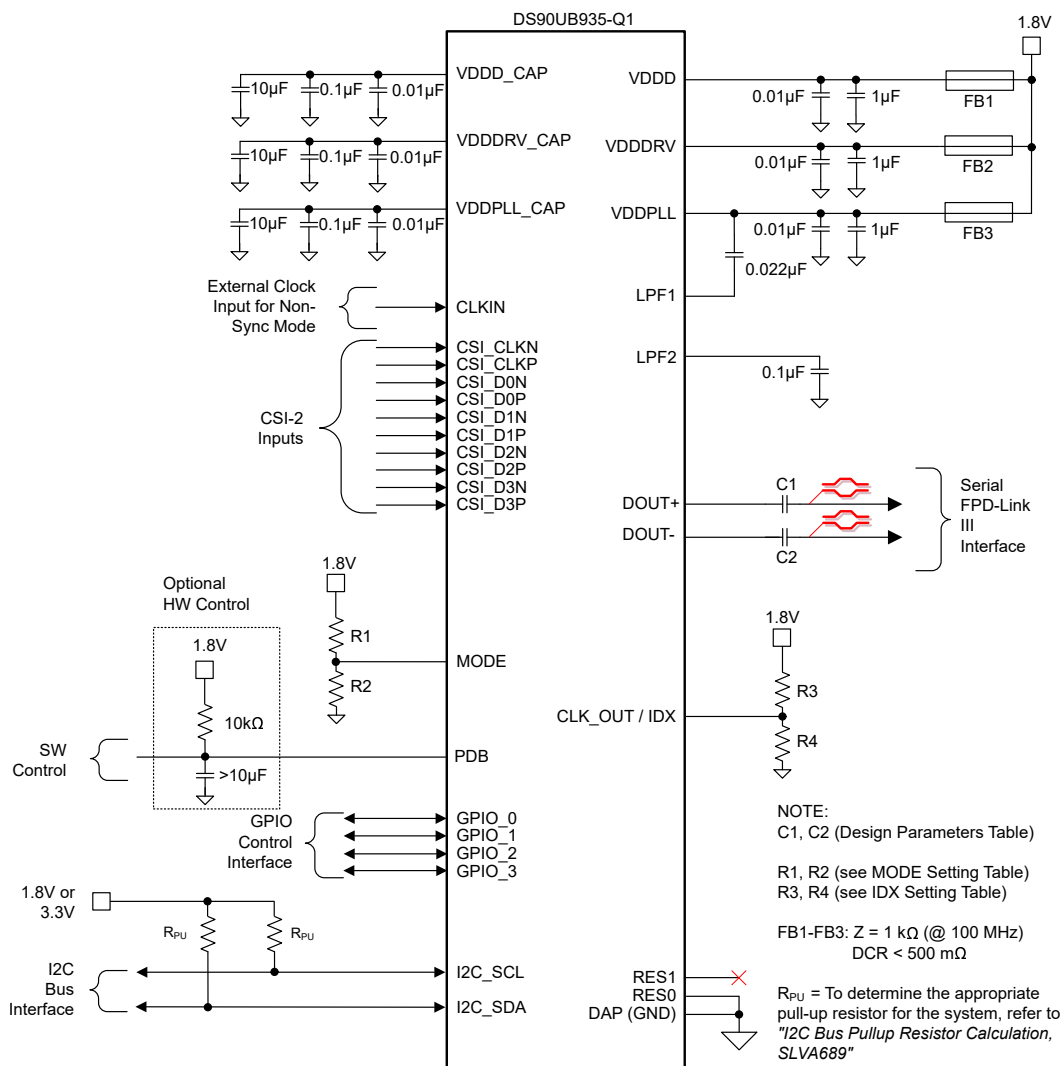 DS90UB935-Q1
1.8V
VDDD_CAP
10µF
0.1µF
0.01µF
VDDDRV_CAP
10µF
0.1µF
0.01µF
VDDPLL_CAP
10µF
0.1µF
0.01µF
VDDD
0.01µF
1µF
FB1
VDDDRV
0.01µF
1µF
FB2
VDDPLL
0.01µF
1µF
FB3
0.022µF
LPF1
LPF2
0.1µF
External Clock
Input for Non-
Sync Mode
CLKIN
CSI-2
Inputs
CSI_CLKN
CSI_CLKP
CSI_D0N
CSI_D0P
CSI_D1N
CSI_D1P
CSI_D2N
CSI_D2P
CSI_D3N
CSI_D3P
DOUT+
C1
DOUT-
C2
Serial
FPD-Link
III
Interface
1.8V
R1
R2
MODE
Optional
HW Control
1.8V
10kΩ
>10µF
SW
Control
PDB
1.8V
R3
R4
CLK_OUT / IDX
GPIO
Control
Interface
GPIO_0
GPIO_1
GPIO_2
GPIO_3
1.8V or
3.3V
RPU
RPU
I2C
Bus
Interface
I2C_SCL
I2C_SDA
RES1
RES0
DAP (GND)
NOTE:
C1, C2 (Design Parameters Table)
R1, R2 (see MODE Setting Table)
R3, R4 (see IDX Setting Table)
FB1-FB3: Z = 1 kΩ (@ 100 MHz)
DCR < 500 mΩ
RPU = To determine the appropriate
pull-up resistor for the system, refer to
"I2C Bus Pullup Resistor Calculation,
SLVA689"